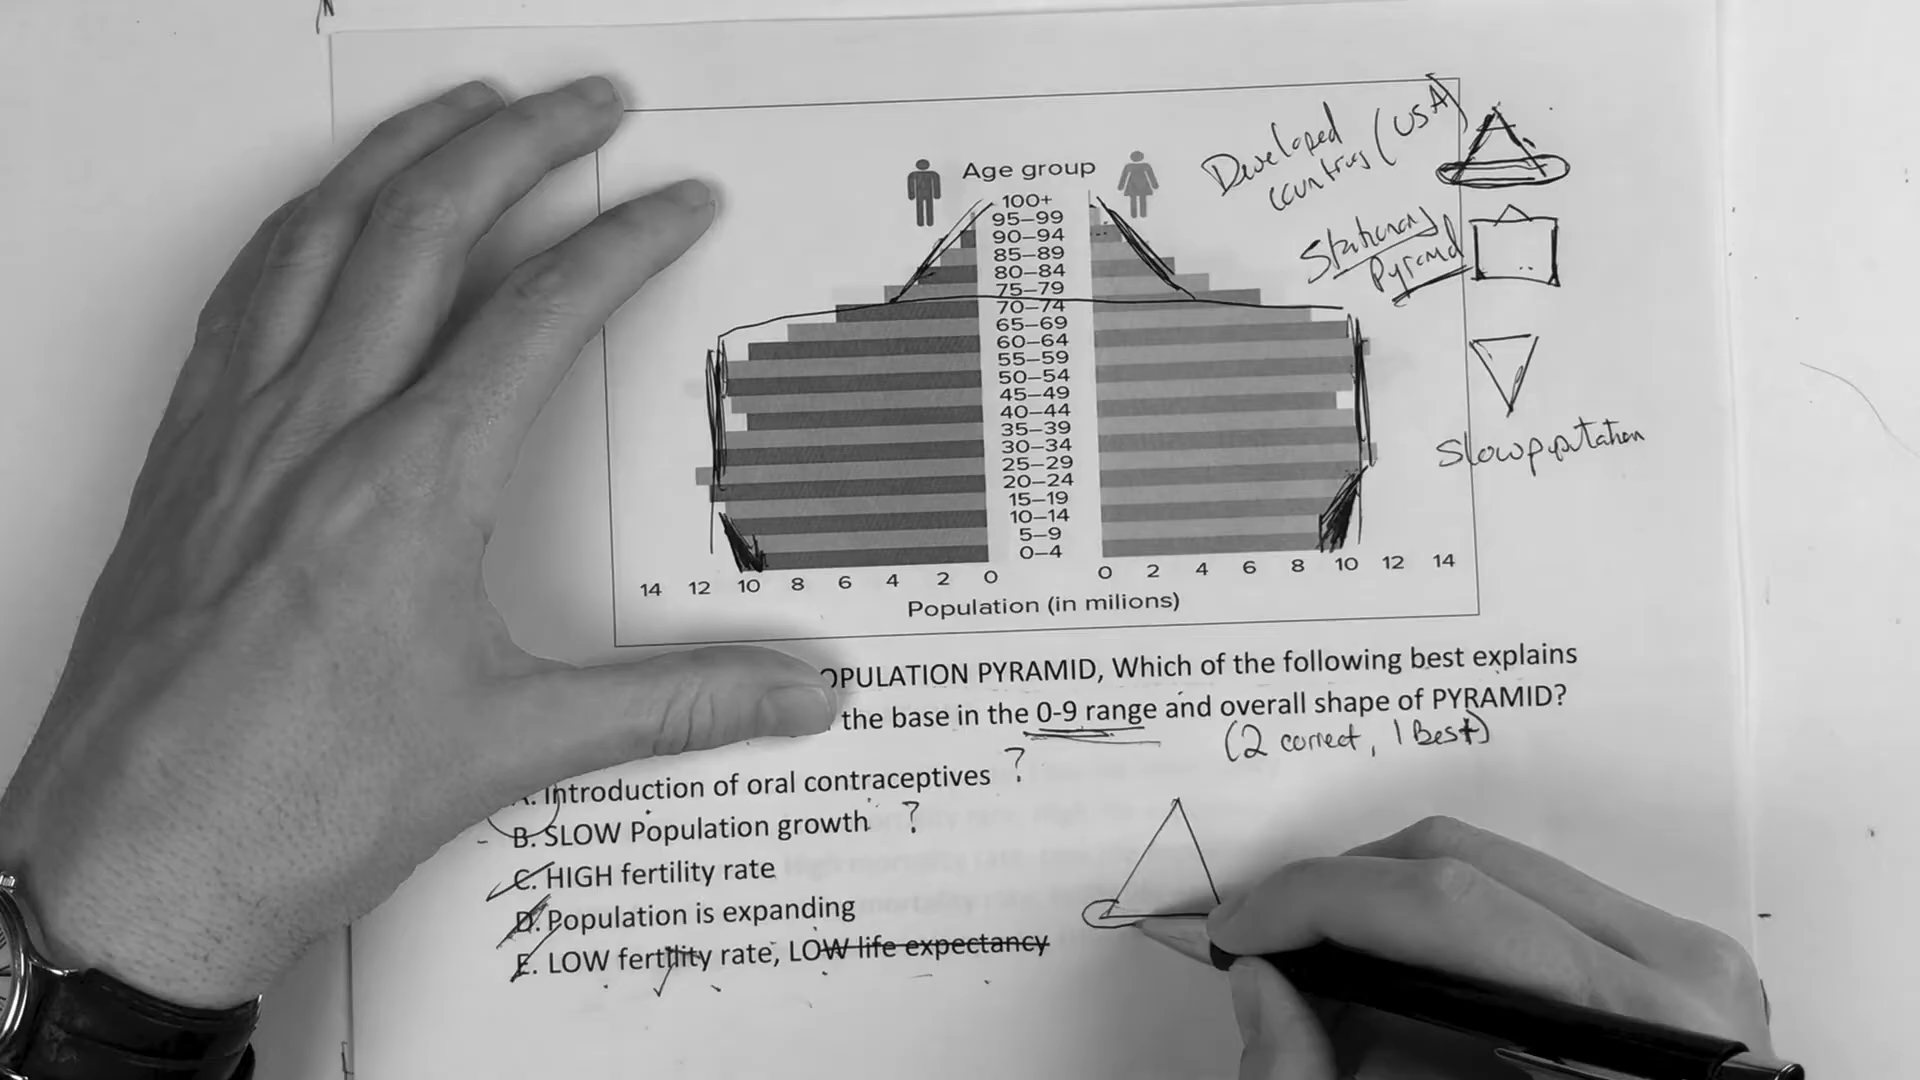 Developed
countries (USA)
Stationary
Pyramid
Slow population
Age group
100+
95–99
90–94
85–89
80–84
75–79
70–74
65–69
60–64
55–59
50–54
45–49
40–44
35–39
30–34
25–29
20–24
15–19
10–14
5–9
0–4
14 12 10 8 6 4 2 0 0 2 4 6 8 10 12 14
Population (in milions)
OPULATION PYRAMID, Which of the following best explains
the base in the 0-9 range and overall shape of PYRAMID?
(2 correct, 1 Best)
A. Introduction of oral contraceptives ?
B. SLOW Population growth ?
C. HIGH fertility rate
D. Population is expanding
E. LOW fertility rate, LOW life expectancy